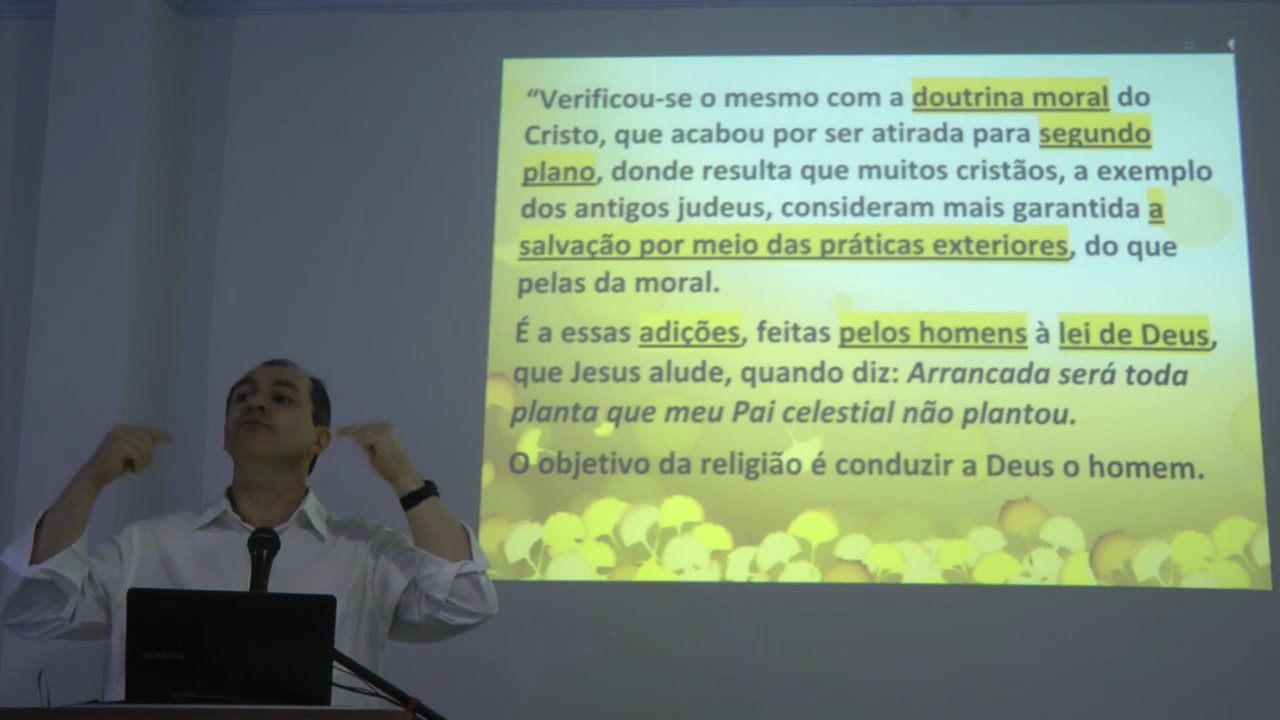 “Verificou-se o mesmo com a doutrina moral do
Cristo, que acabou por ser atirada para segundo
plano, donde resulta que muitos cristãos, a exemplo
dos antigos judeus, consideram mais garantida a
salvação por meio das práticas exteriores, do que
pelas da moral.
É a essas adições, feitas pelos homens à lei de Deus,
que Jesus alude, quando diz: Arrancada será toda
planta que meu Pai celestial não plantou.
O objetivo da religião é conduzir a Deus o homem.
SAMSUNG